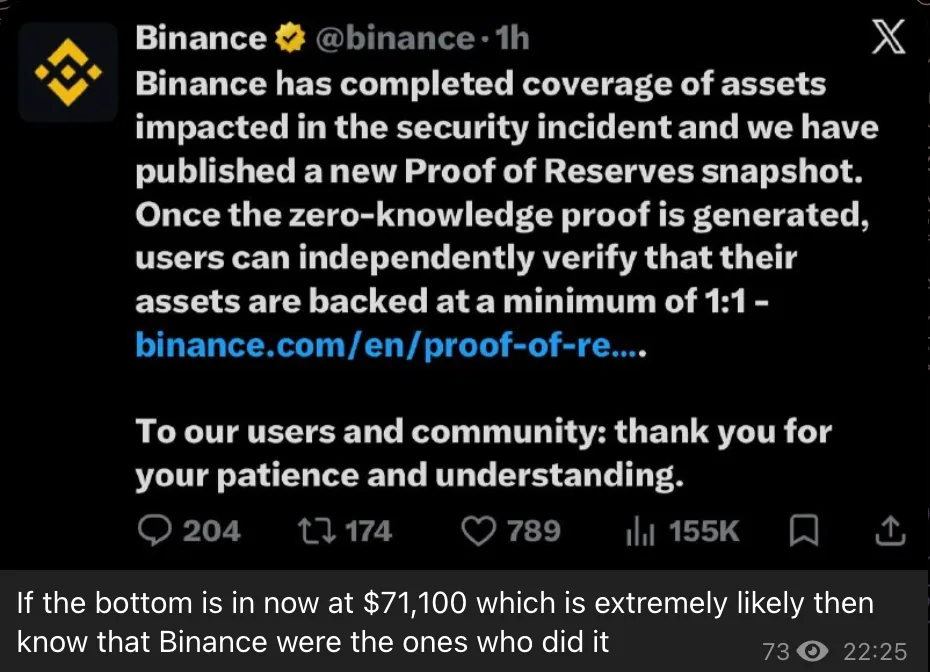 Binance @binance · 1h
Binance has completed coverage of assets
impacted in the security incident and we have
published a new Proof of Reserves snapshot.
Once the zero-knowledge proof is generated,
users can independently verify that their
assets are backed at a minimum of 1:1 -
binance.com/en/proof-of-re....
To our users and community: thank you for
your patience and understanding.
204 174 789 155K
If the bottom is in now at $71,100 which is extremely likely then
know that Binance were the ones who did it
73 22:25